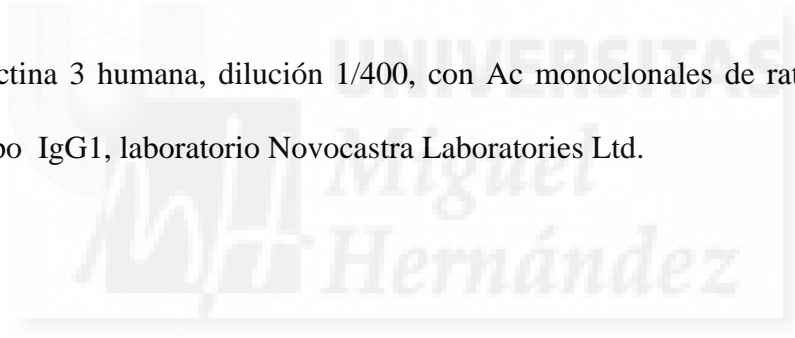 ctina 3 humana, dilución 1/400, con Ac monoclonales de rat
po IgG1, laboratorio Novocastra Laboratories Ltd.
UNIVERSITAS
Miguel
Hernández